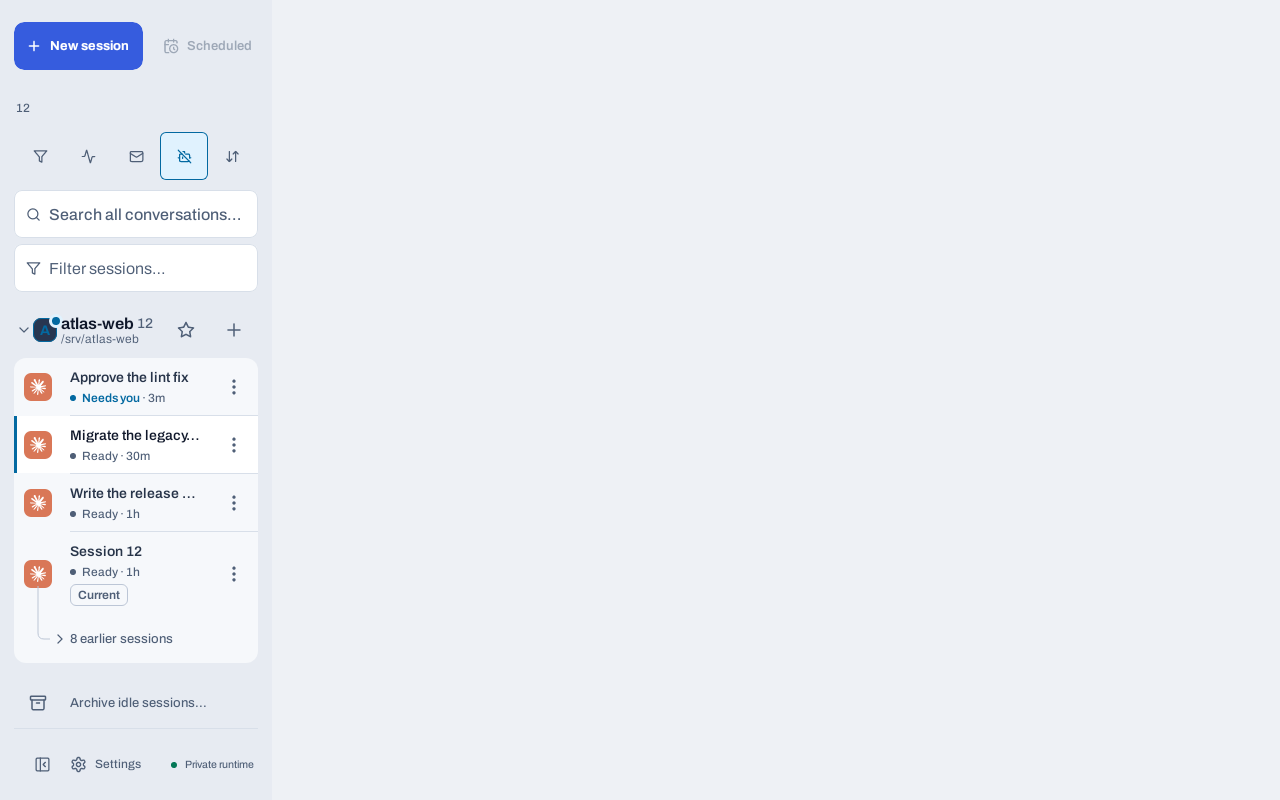 New session
Scheduled
12
Search all conversations...
Filter sessions...
A
atlas-web 12
/srv/atlas-web
Approve the lint fix
Needs you · 3m
Migrate the legacy...
Ready · 30m
Write the release ...
Ready · 1h
Session 12
Ready · 1h
Current
8 earlier sessions
Archive idle sessions...
Settings
Private runtime